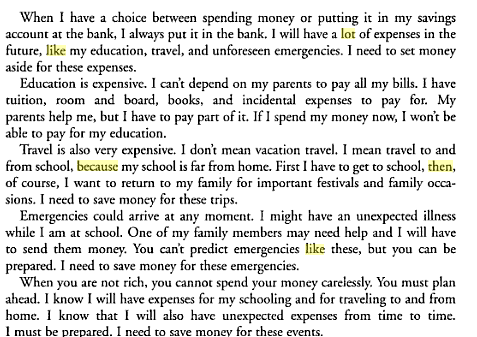 When I have a choice between spending money or putting it in my savings
account at the bank, I always put it in the bank. I will have a lot of expenses in the
future, like my education, travel, and unforeseen emergencies. I need to set money
aside for these expenses.
Education is expensive. I can't depend on my parents to pay all my bills. I have
tuition, room and board, books, and incidental expenses to pay for. My
parents help me, but I have to pay part of it. If I spend my money now, I won't be
able to pay for my education.
Travel is also very expensive. I don't mean vacation travel. I mean travel to and
from school, because my school is far from home. First I have to get to school, then,
of course, I want to return to my family for important festivals and family occa-
sions. I need to save money for these trips.
Emergencies could arrive at any moment. I might have an unexpected illness
while I am at school. One of my family members may need help and I will have
to send them money. You can't predict emergencies like these, but you can be
prepared. I need to save money for these emergencies.
When you are not rich, you cannot spend your money carelessly. You must plan
ahead. I know I will have expenses for my schooling and for traveling to and from
home. I know that I will also have unexpected expenses from time to time.
I must be prepared. I need to save money for these events.